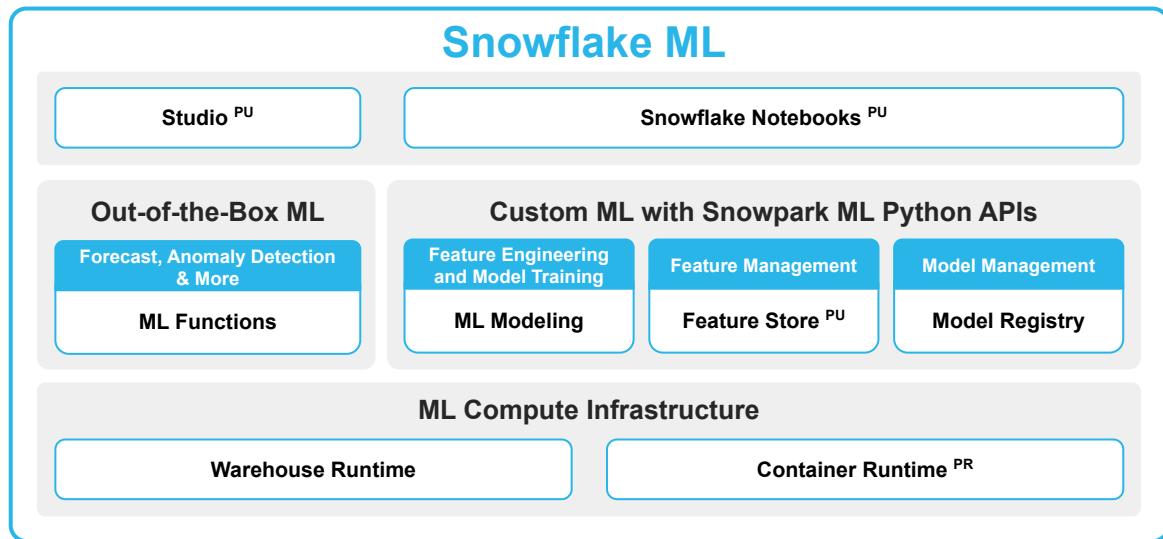 Snowflake ML
Studio PU
Snowflake Notebooks PU
Out-of-the-Box ML
Forecast, Anomaly Detection
& More
ML Functions
Custom ML with Snowpark ML Python APIs
Feature Engineering
and Model Training
ML Modeling
Feature Management
Feature Store PU
Model Management
Model Registry
ML Compute Infrastructure
Warehouse Runtime
Container Runtime PR